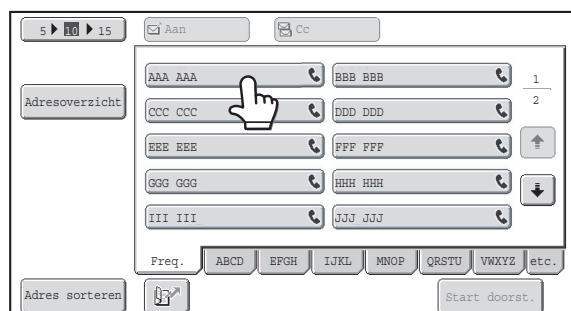 5 10 15 Aan Cc
AAA AAA BBB BBB 1
Adresoverzicht CCC CCC DDD DDD 2
EEE EEE FFF FFF
GGG GGG HHH HHH
III III JJJ JJJ
Freq. ABCD EFGH IJKL MNOP QRSTU VWXYZ etc.
Adres sorteren Start doorst.